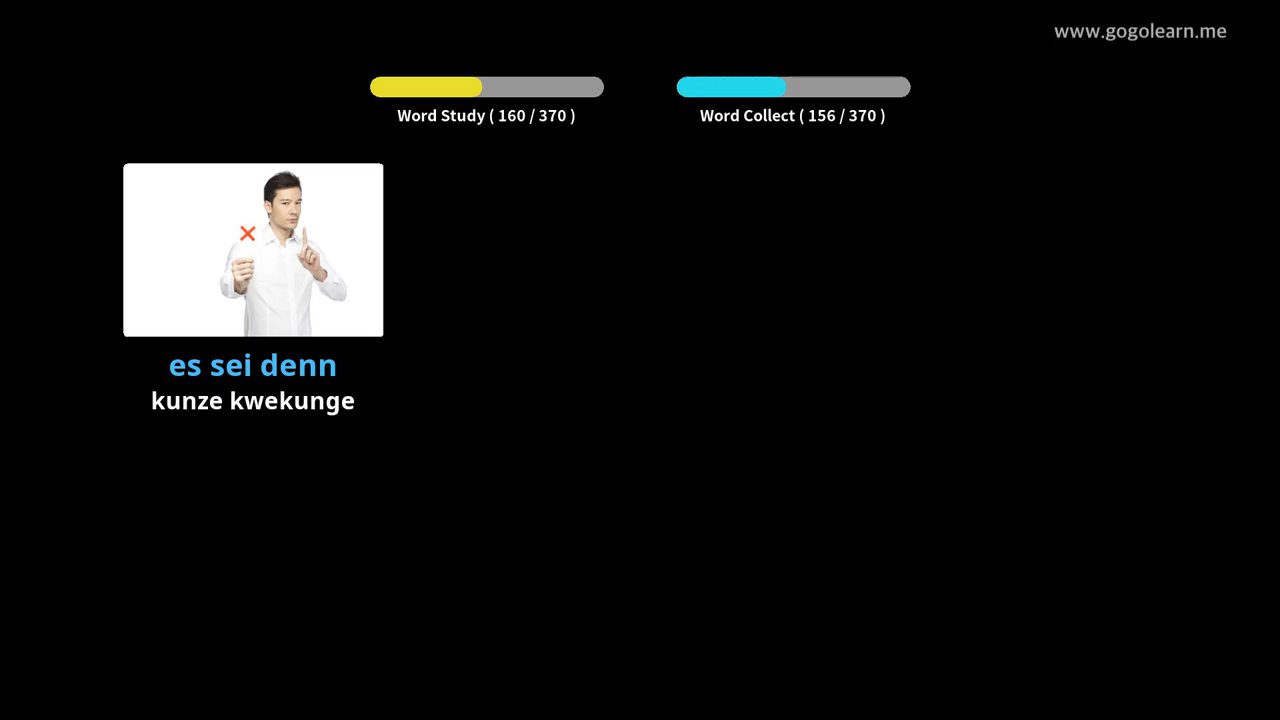 www.gogolearn.me
Word Study ( 160 / 370 )
Word Collect ( 156 / 370 )
es sei denn
kunze kwekunge